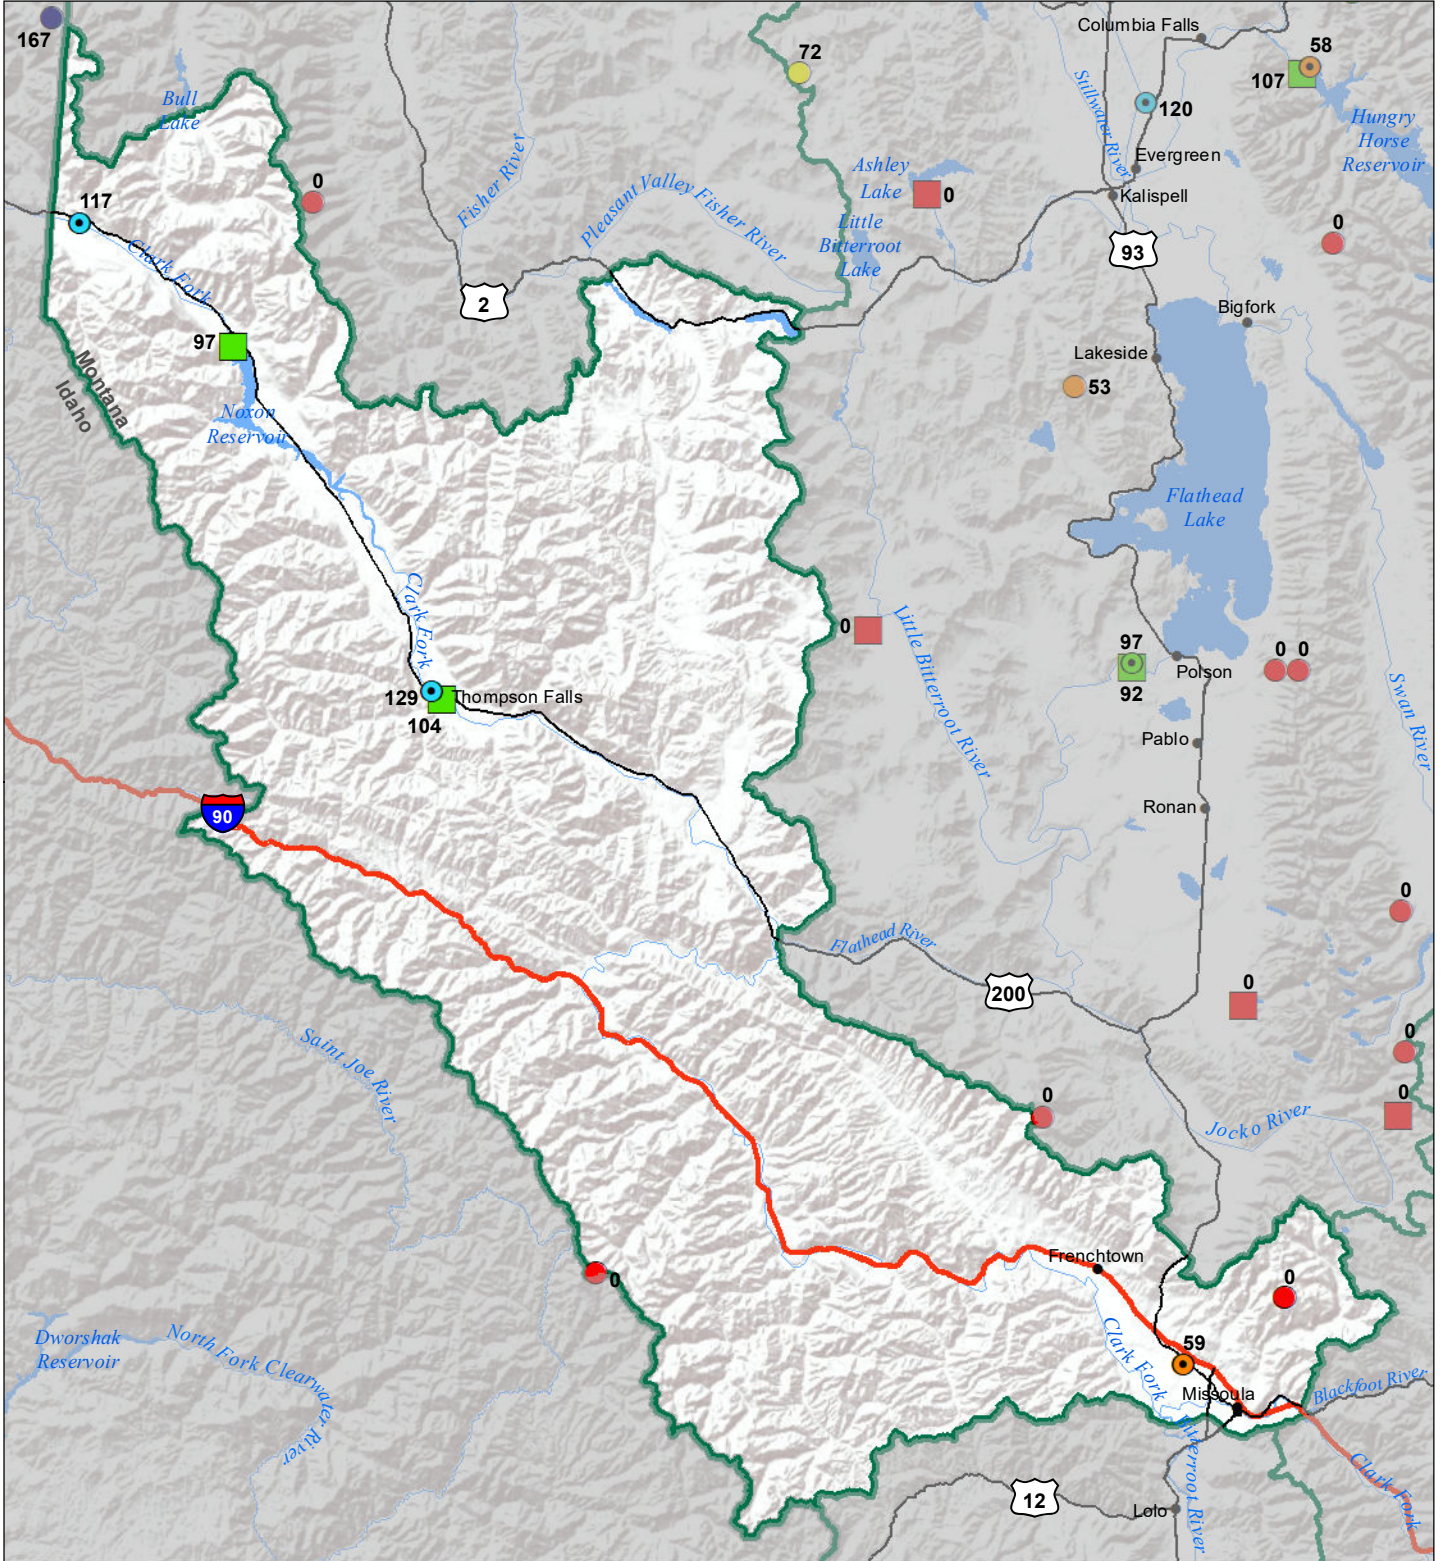 167
Columbia Falls
58
72
107
Bull
Lake
Stillwater River
120
Hungry
Horse
Reservoir
Fisher River
Evergreen
Ashley
Lake
0
0
Kalispell
117
Pleasant Valley Fisher River
Little
Bitterroot
Lake
0
93
Clark Fork
2
Bigfork
97
Lakeside
Montana
Idaho
53
Noxon
Reservoir
Flathead
Lake
Clark Fork
Little Bitterroot River
0
97
0
0
Polson
92
Swan River
129
Thompson Falls
104
Pablo
90
Ronan
0
Flathead River
200
0
Saint Joe River
0
0
0
Jocko River
Frenchtown
0
0
Dworshak
Reservoir
North Fork Clearwater
River
Clark Fork
59
Missoula
Blackfoot River
Bitterroot River
Clark Fork
12
Lolo